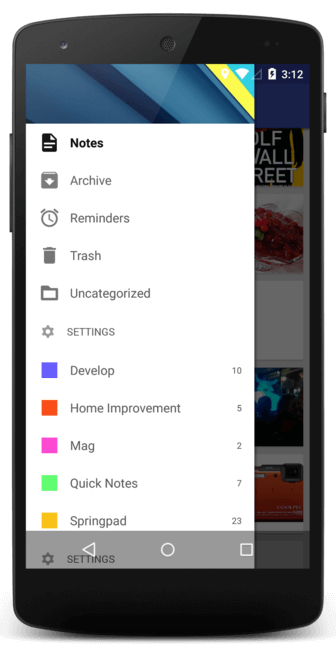 3:12
OLF
WALL
REET
Notes
Archive
Reminders
Trash
Uncategorized
SETTINGS
Develop 10
Home Improvement 5
Mag 2
Quick Notes 7
Springpad 23
SETTINGS
COOLPIX